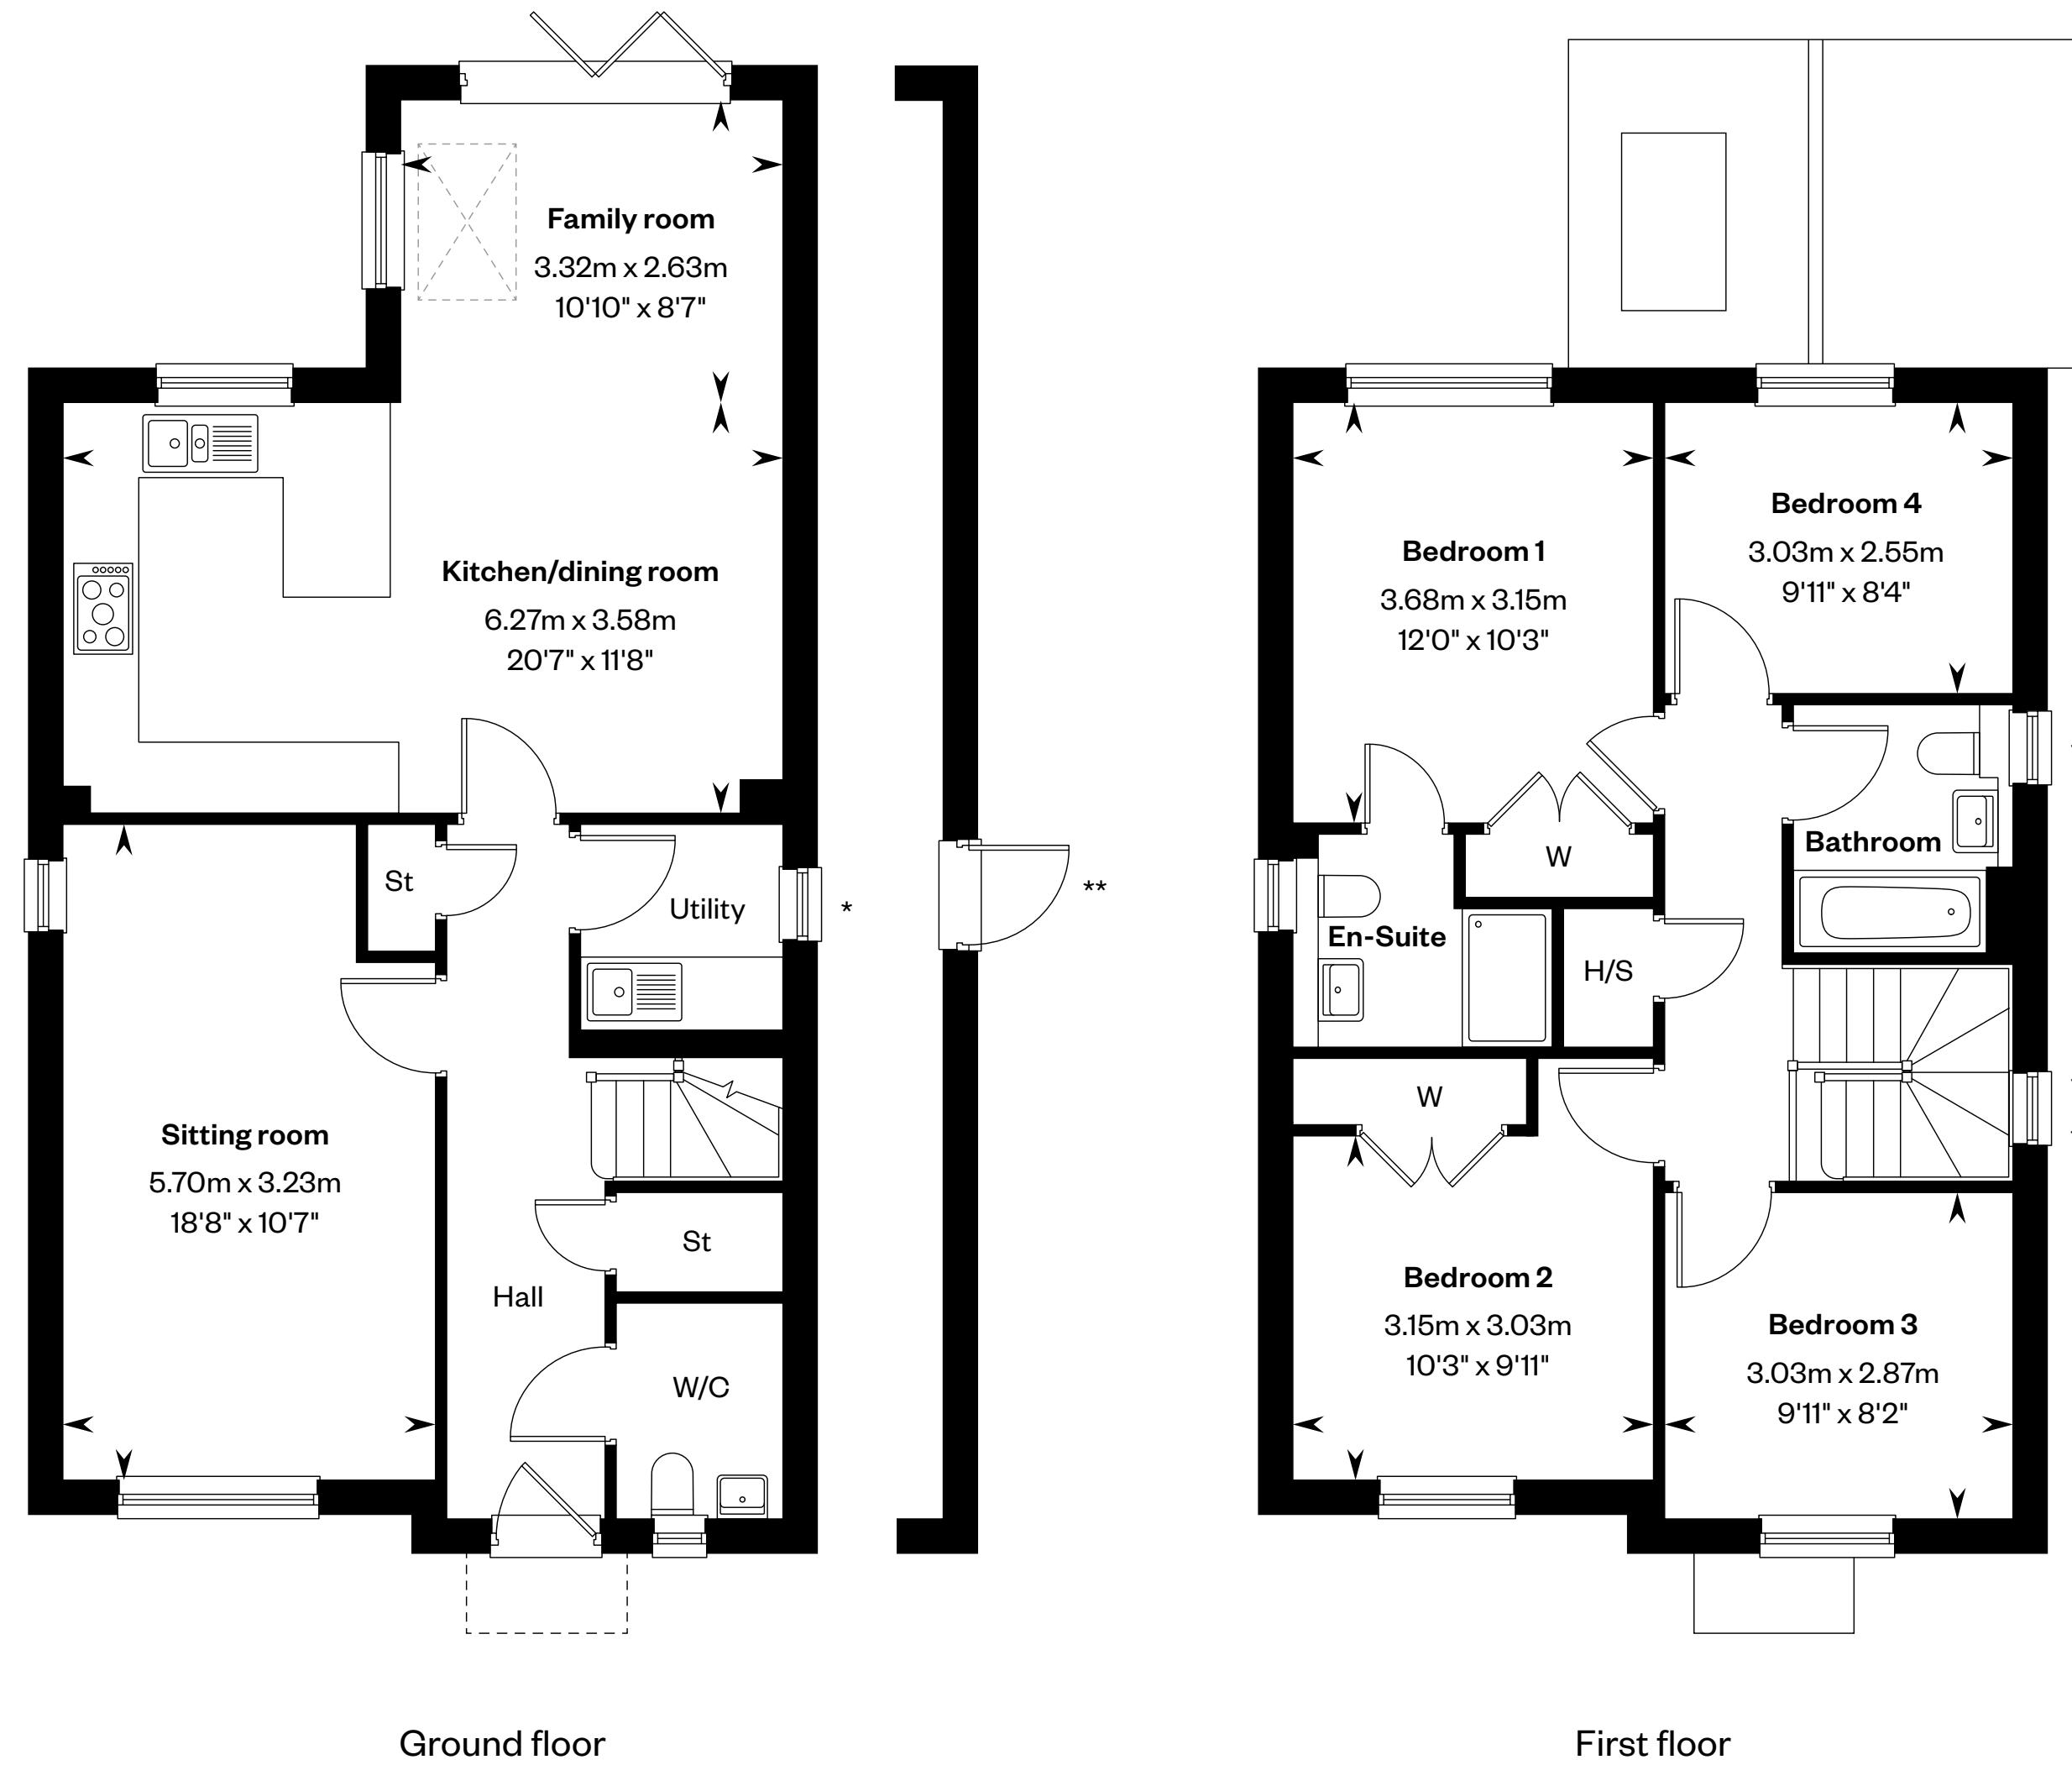 Family room
3.32m x 2.63m
10'10" x 8'7"
Kitchen/dining room
6.27m x 3.58m
20'7" x 11'8"
St
Utility
*
**
Sitting room
5.70m x 3.23m
18'8" x 10'7"
St
Hall
W/C
Ground floor
Bedroom 4
3.03m x 2.55m
9'11" x 8'4"
Bedroom 1
3.68m x 3.15m
12'0" x 10'3"
Bathroom
W
En-Suite
H/S
W
Bedroom 2
3.15m x 3.03m
10'3" x 9'11"
Bedroom 3
3.03m x 2.87m
9'11" x 8'2"
First floor